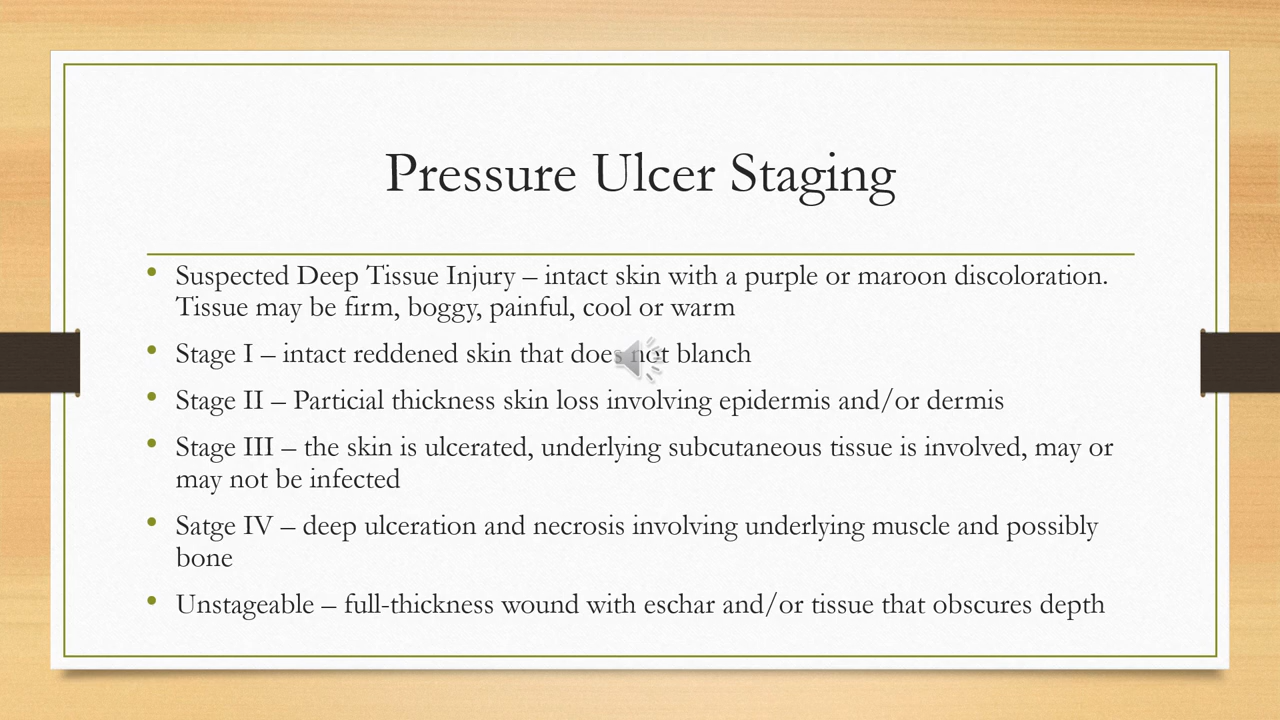 Pressure Ulcer Staging
• Suspected Deep Tissue Injury – intact skin with a purple or maroon discoloration.
Tissue may be firm, boggy, painful, cool or warm
• Stage I – intact reddened skin that does not blanch
• Stage II – Particial thickness skin loss involving epidermis and/or dermis
• Stage III – the skin is ulcerated, underlying subcutaneous tissue is involved, may or
may not be infected
• Satge IV – deep ulceration and necrosis involving underlying muscle and possibly
bone
• Unstageable – full-thickness wound with eschar and/or tissue that obscures depth